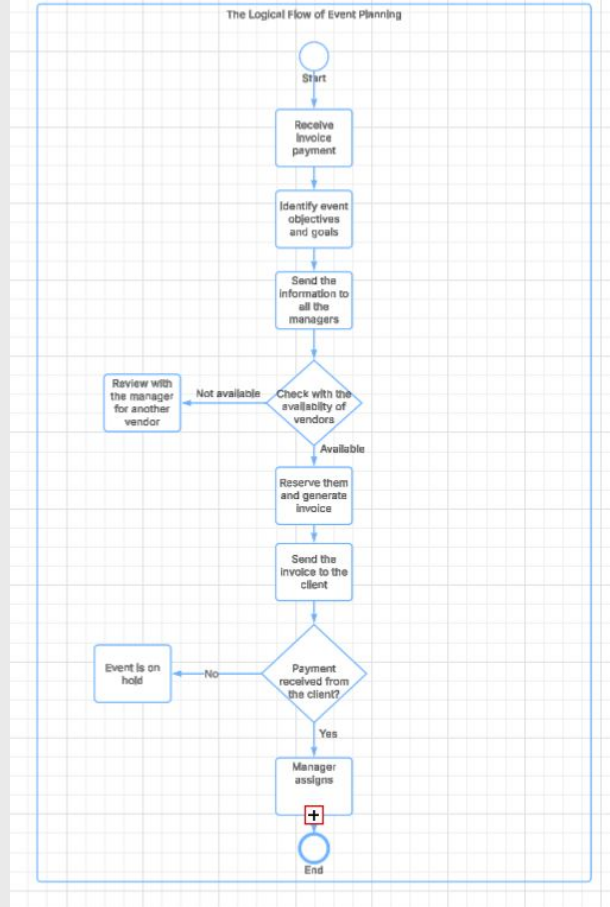 The Logical Flow of Event Planning
Start
Receive
invoice
payment
Identify event
objectives
and goals
Send the
information to
all the
managers
Review with
the manager
for another
vendor
Not available
Check with the
availability of
vendors
Available
Reserve them
and generate
invoice
Send the
invoice to the
client
Event is on
hold
No
Payment
received from
the client?
Yes
Manager
assigns
End